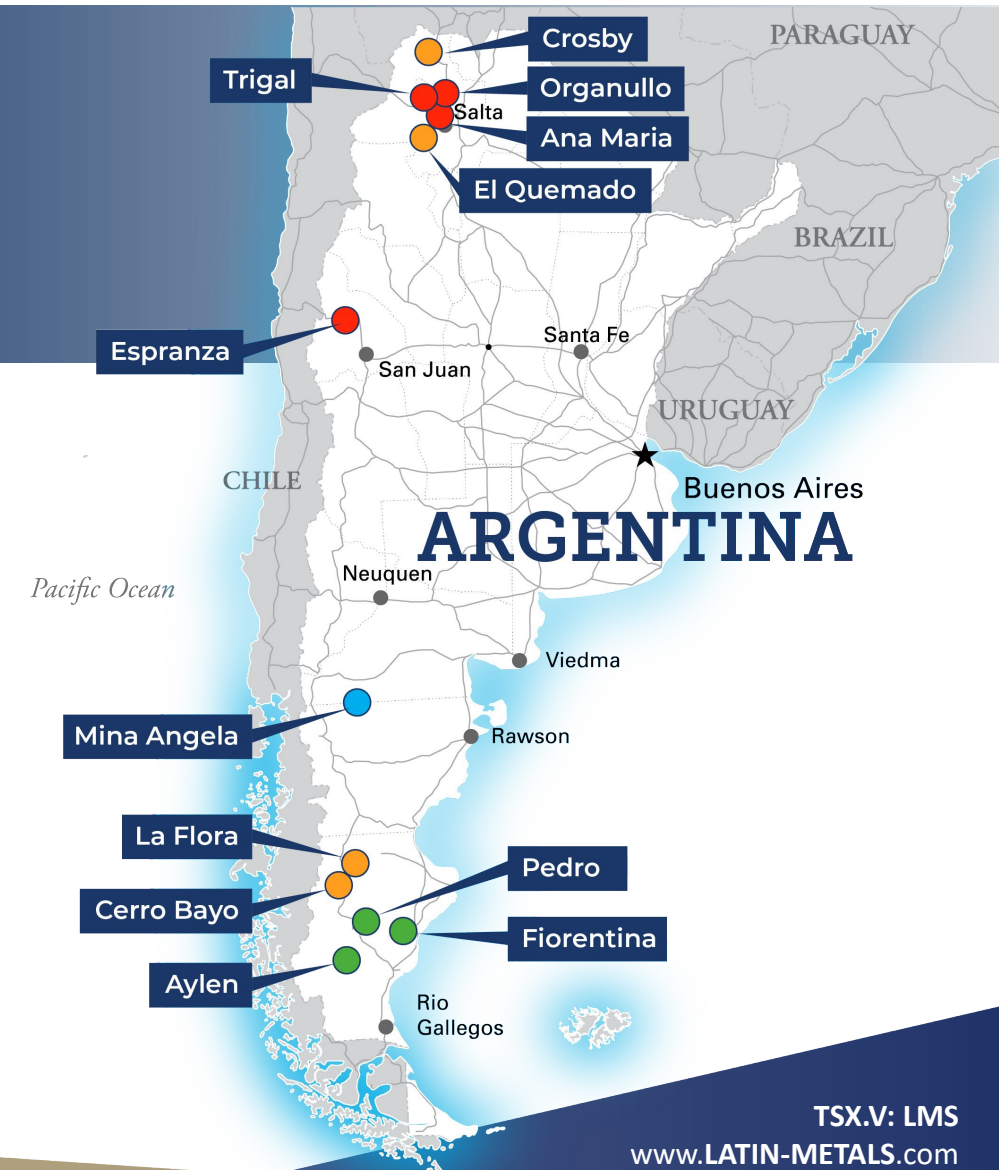 PARAGUAY
Crosby
Trigal
Organullo
Salta
Ana Maria
El Quemado
BRAZIL
Espranza
Santa Fe
San Juan
URUGUAY
CHILE
Buenos Aires
ARGENTINA
Neuquen
Pacific Ocean
Viedma
Mina Angela
Rawson
La Flora
Pedro
Cerro Bayo
Fiorentina
Aylen
Rio
Gallegos
TSX.V: LMS
www.LATIN-METALS.com